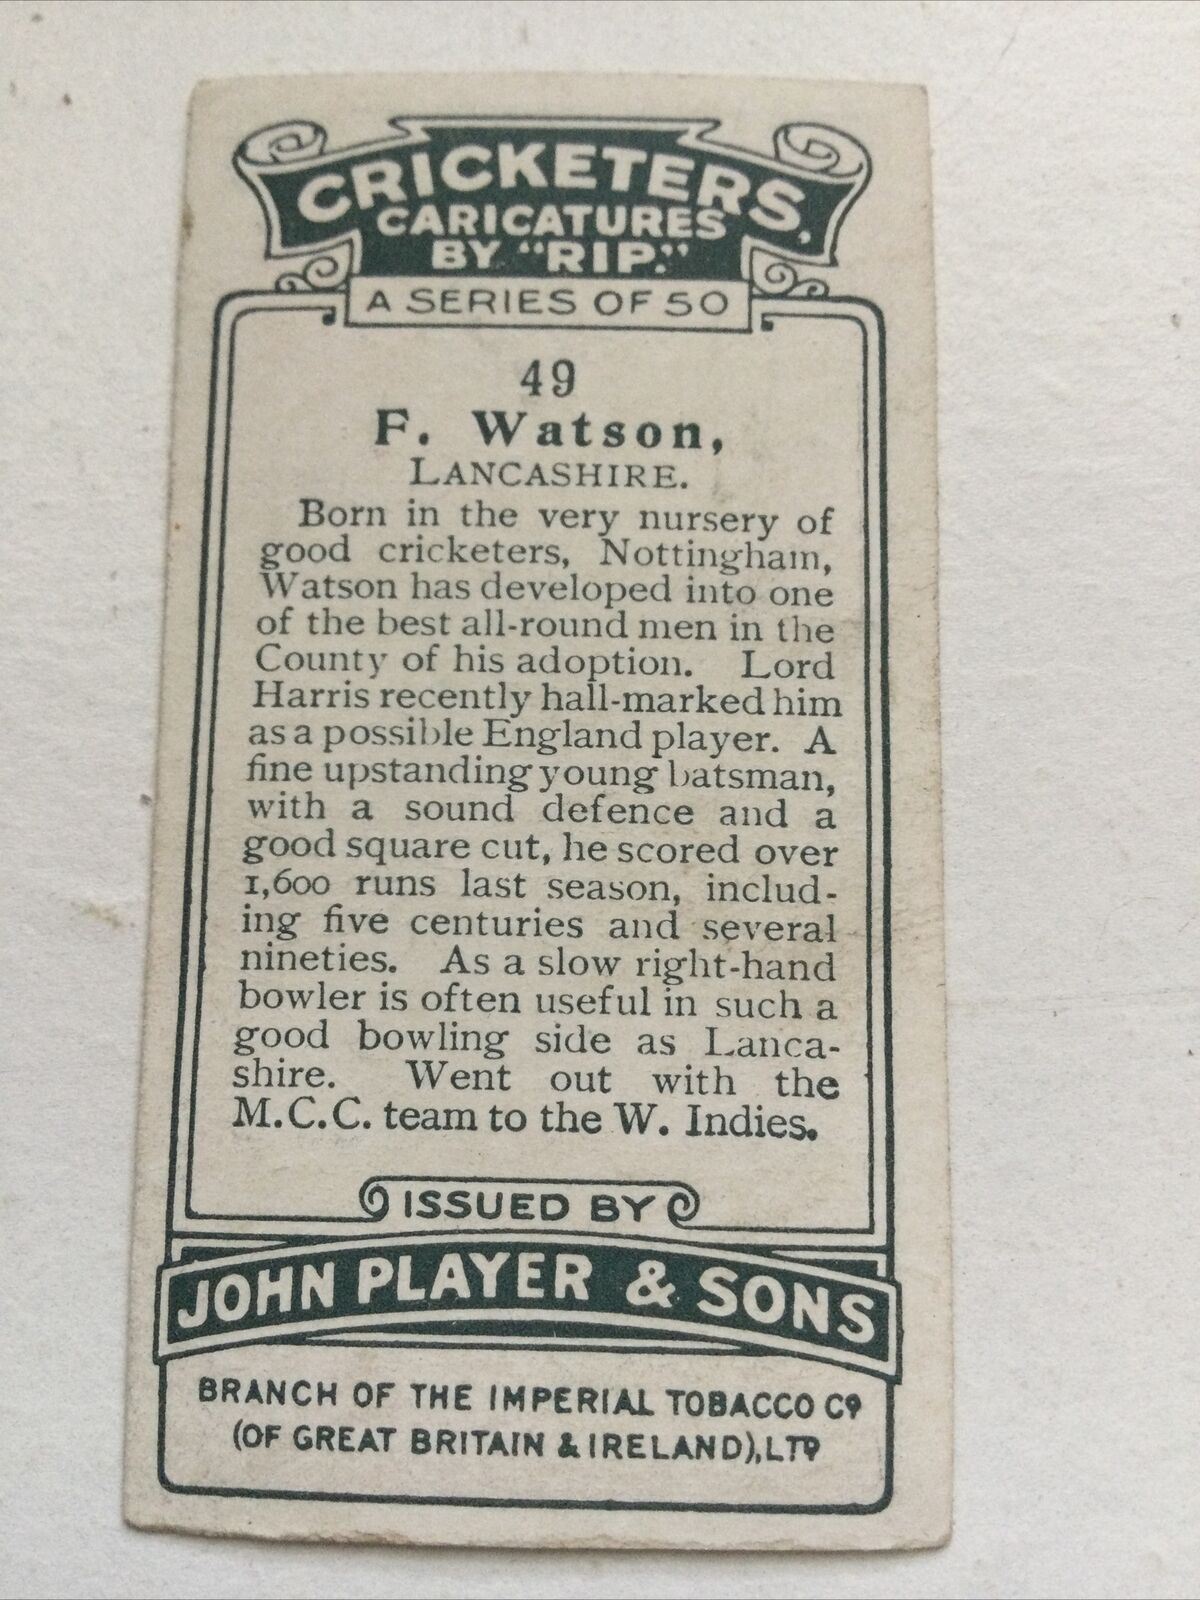 CRICKETERS,
CARICATURES
BY "RIP."
A SERIES OF 50
49
F. Watson,
LANCASHIRE.
Born in the very nursery of
good cricketers, Nottingham,
Watson has developed into one
of the best all-round men in the
County of his adoption. Lord
Harris recently hall-marked him
as a possible England player. A
fine upstanding young batsman,
with a sound defence and a
good square cut, he scored over
1,600 runs last season, includ-
ing five centuries and several
nineties. As a slow right-hand
bowler is often useful in such a
good bowling side as Lanca-
shire. Went out with the
M.C.C. team to the W. Indies.
ISSUED BY
JOHN PLAYER & SONS
BRANCH OF THE IMPERIAL TOBACCO CO
(OF GREAT BRITAIN & IRELAND), LTD